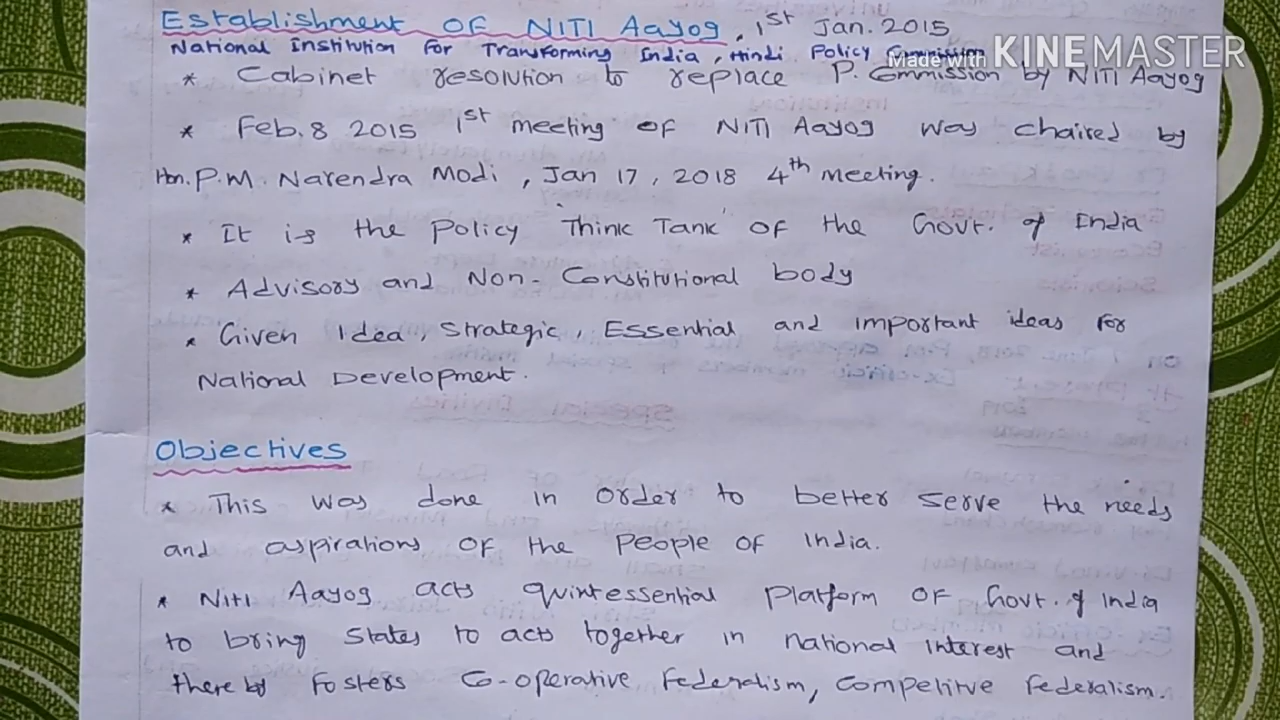 Establishment OF NITI Aayog, 1st Jan. 2015
National Institution For Transforming India, Hindi Policy Commission
Made with KINEMASTER
* Cabinet resolution to replace P. Commission by NITI Aayog
* Feb. 8 2015 1st meeting of NITI Aayog was chaired by
Hon. P.M. Narendra Modi, Jan 17, 2018 4th meeting.
* It is the Policy 'Think Tank' OF the Govt. of India
* Advisory and Non-Constitutional body
* Given Idea, Strategic, Essential and important ideas For
National Development.
Objectives
* This was done in order to better serve the needs
and aspirations OF the People of India.
* NITI Aayog acts quintessential Platform OF Govt. of India
to bring States to acts together in national interest and
there by Fosters Co-operative Federalism, Competitve Federalism.